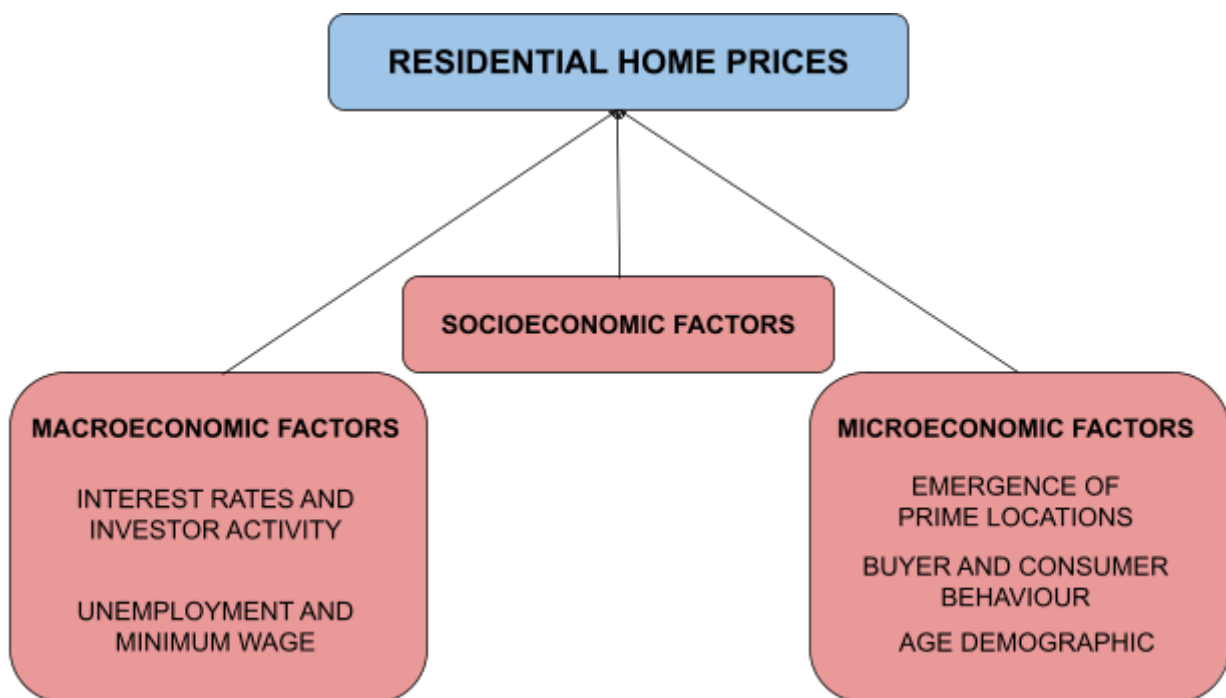 RESIDENTIAL HOME PRICES
SOCIOECONOMIC FACTORS
MACROECONOMIC FACTORS
INTEREST RATES AND
INVESTOR ACTIVITY
UNEMPLOYMENT AND
MINIMUM WAGE
MICROECONOMIC FACTORS
EMERGENCE OF
PRIME LOCATIONS
BUYER AND CONSUMER
BEHAVIOUR
AGE DEMOGRAPHIC